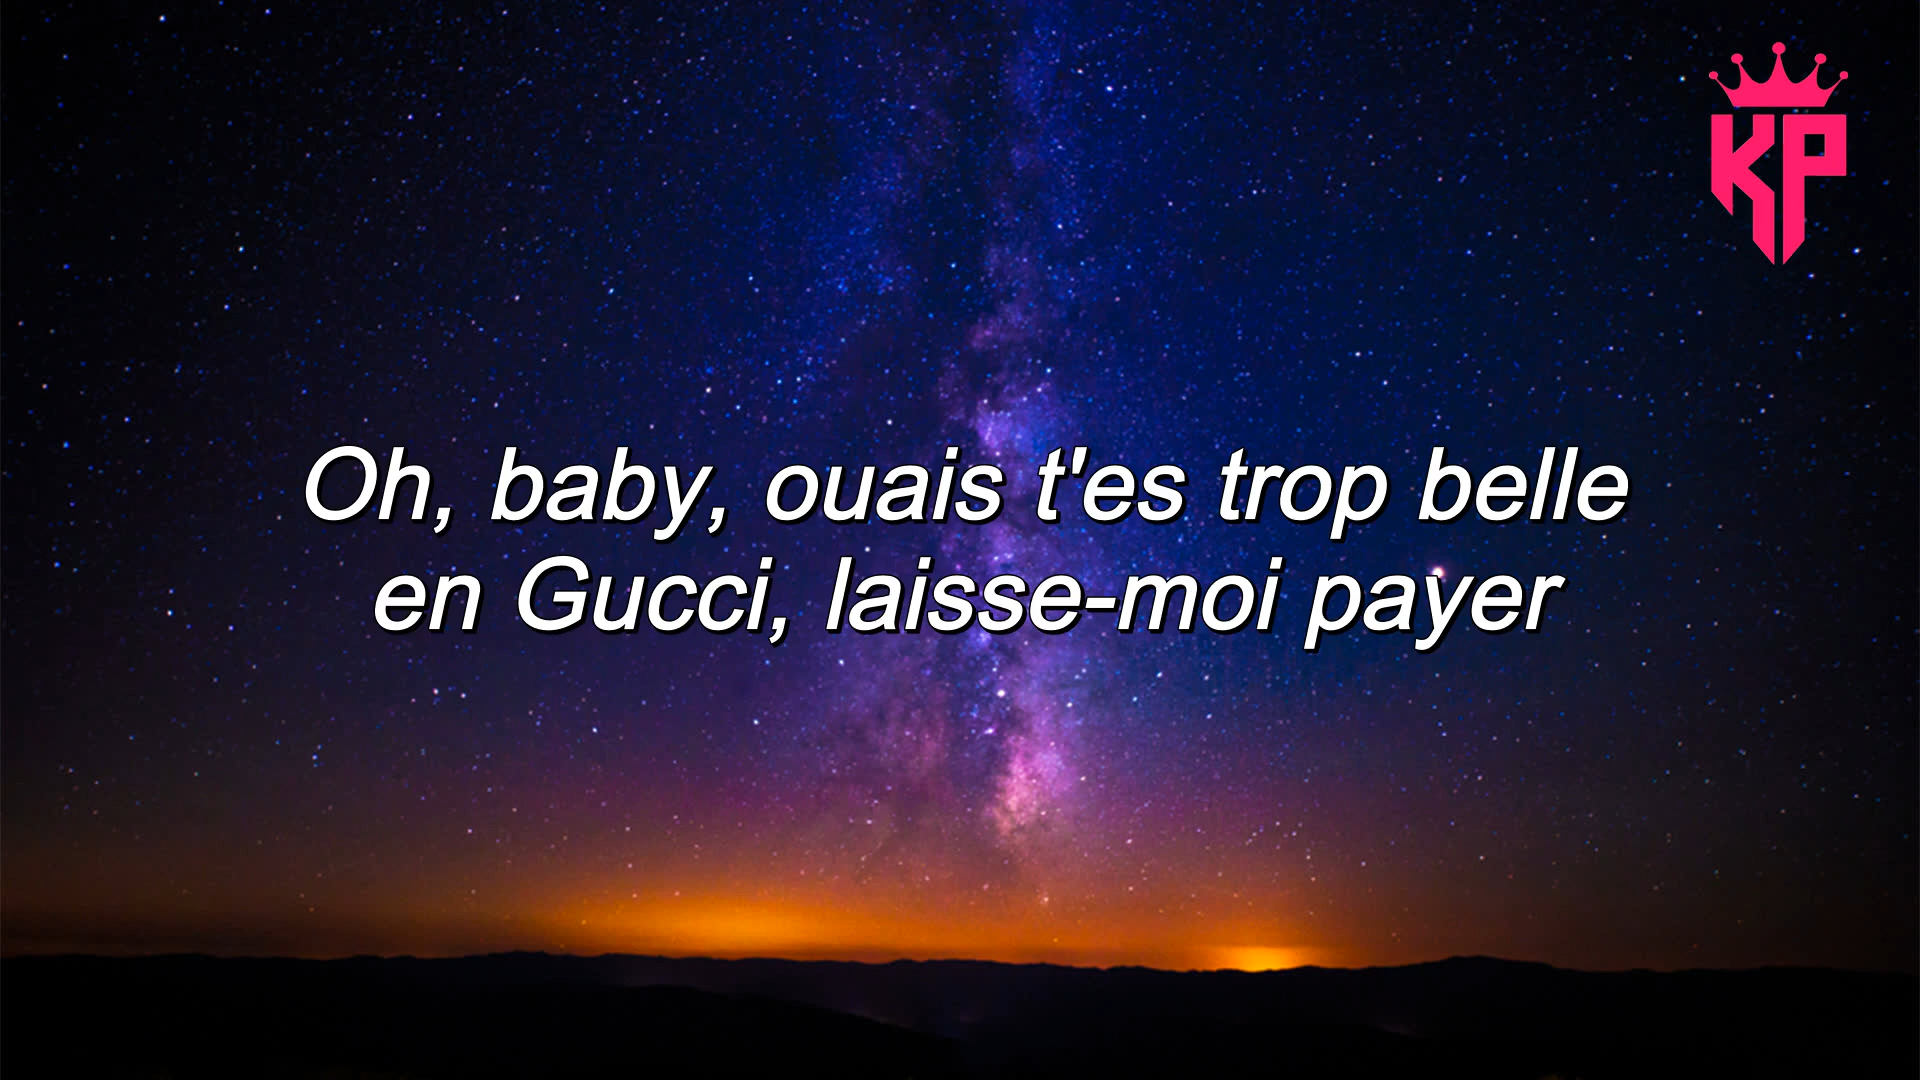 KP
Oh, baby, ouais t'es trop belle
en Gucci, laisse-moi payer